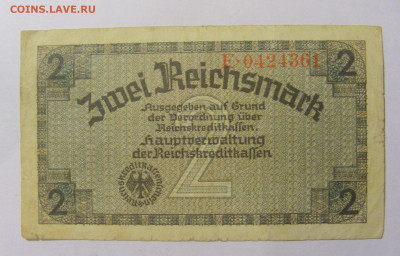 COINS.LAVE.RU
2 2
E·0424361
Zwei Reichsmark
Ausgegeben auf Grund
der Verordnung über
Reichskreditkassen.
Hauptverwaltung
der Reichskreditkassen
2
2 2